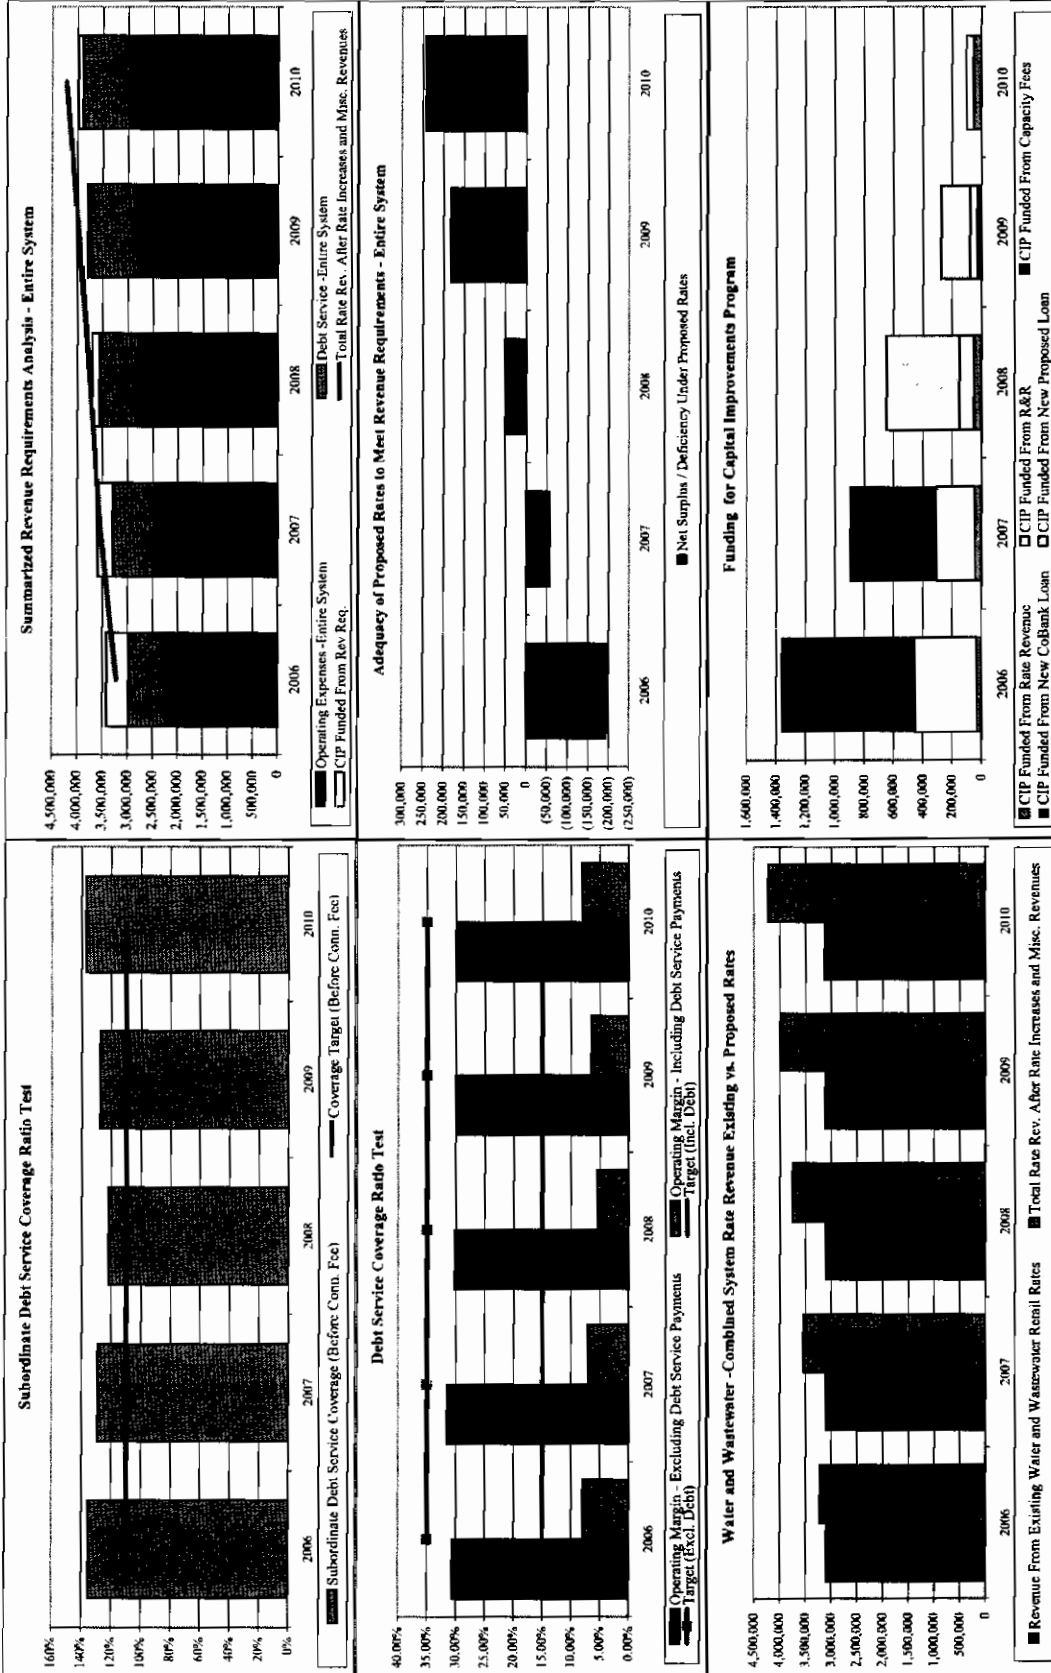 Subordinate Debt Service Coverage Ratio Test
160%
140%
120%
100%
80%
60%
40%
20%
0%
2006 2007 2008 2009 2010
Subordinate Debt Service Coverage (Before Conn. Fee) Coverage Target (Before Conn. Fee)
Summarized Revenue Requirements Analysis - Entire System
4,500,000
4,000,000
3,500,000
3,000,000
2,500,000
2,000,000
1,500,000
1,000,000
500,000
0
2006 2007 2008 2009 2010
Operating Expenses -Entire System Debt Service -Entire System
CIP Funded From Rev Req. Total Rate Rev. After Rate Increases and Misc. Revenues
Debt Service Coverage Ratio Test
40.00%
35.00%
30.00%
25.00%
20.00%
15.00%
10.00%
5.00%
0.00%
2006 2007 2008 2009 2010
Operating Margin - Excluding Debt Service Payments Operating Margin - Including Debt Service Payments
Target (Excl. Debt) Target (Incl. Debt)
Adequacy of Proposed Rates to Meet Revenue Requirements - Entire System
300,000
250,000
200,000
150,000
100,000
50,000
0
(50,000)
(100,000)
(150,000)
(200,000)
(250,000)
2006 2007 2008 2009 2010
Net Surplus / Deficiency Under Proposed Rates
Water and Wastewater -Combined System Rate Revenue Existing vs. Proposed Rates
4,500,000
4,000,000
3,500,000
3,000,000
2,500,000
2,000,000
1,500,000
1,000,000
500,000
0
2006 2007 2008 2009 2010
Revenue From Existing Water and Wastewater Retail Rates Total Rate Rev. After Rate Increases and Misc. Revenues
Funding for Capital Improvements Program
1,600,000
1,400,000
1,200,000
1,000,000
800,000
600,000
400,000
200,000
0
2006 2007 2008 2009 2010
CIP Funded From Rate Revenue CIP Funded From R&R CIP Funded From Capacity Fees
CIP Funded From New CoBank Loan CIP Funded From New Proposed Loan